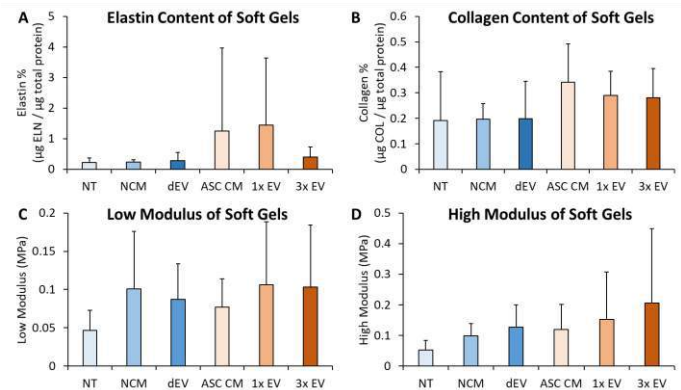 A Elastin Content of Soft Gels
Elastin %
(µg ELN / µg total protein)
5
4
3
2
1
0
NT NCM dEV ASC CM 1x EV 3x EV
B Collagen Content of Soft Gels
Collagen %
(µg COL / µg total protein)
0.6
0.5
0.4
0.3
0.2
0.1
0
NT NCM dEV ASC CM 1x EV 3x EV
C Low Modulus of Soft Gels
Low Modulus (MPa)
0.2
0.15
0.1
0.05
0
NT NCM dEV ASC CM 1x EV 3x EV
D High Modulus of Soft Gels
High Modulus (MPa)
0.5
0.4
0.3
0.2
0.1
0
NT NCM dEV ASC CM 1x EV 3x EV